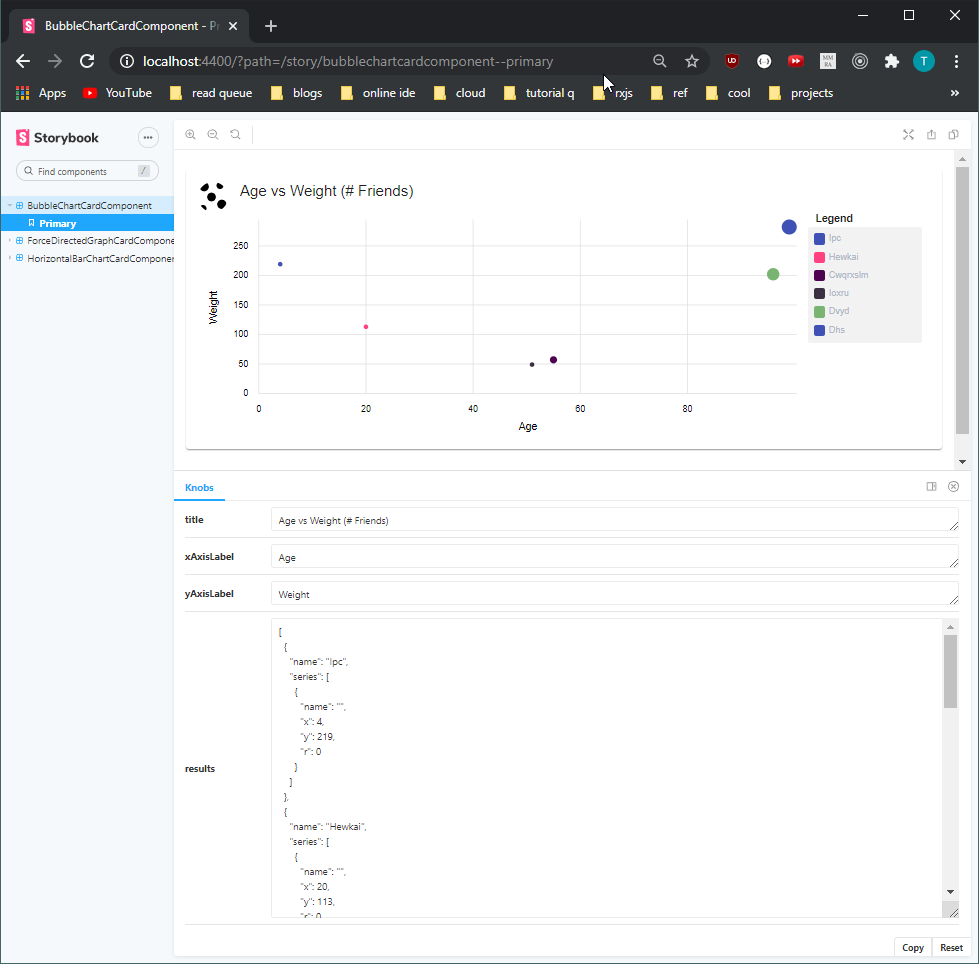 BubbleChartCardComponent - Pr
localhost:4400/?path=/story/bubblechartcardcomponent--primary
UD
MM
RA
T
Apps YouTube read queue blogs online ide cloud tutorial q rxjs ref cool projects »
Storybook
Find components /
BubbleChartCardComponent
Primary
ForceDirectedGraphCardCompone
HorizontalBarChartCardComponen
Age vs Weight (# Friends)
Legend
Ipc
Hewkai
Cwqrxslm
Ioxru
Dvyd
Dhs
250
200
150
100
50
0
Weight
0 20 40 60 80
Age
Knobs
title Age vs Weight (# Friends)
xAxisLabel Age
yAxisLabel Weight
results
[
{
"name": "Ipc",
"series": [
{
"name": "",
"x": 4,
"y": 219,
"r": 0
}
]
},
{
"name": "Hewkai",
"series": [
{
"name": "",
"x": 20,
"y": 113,
"r": 0
Copy Reset